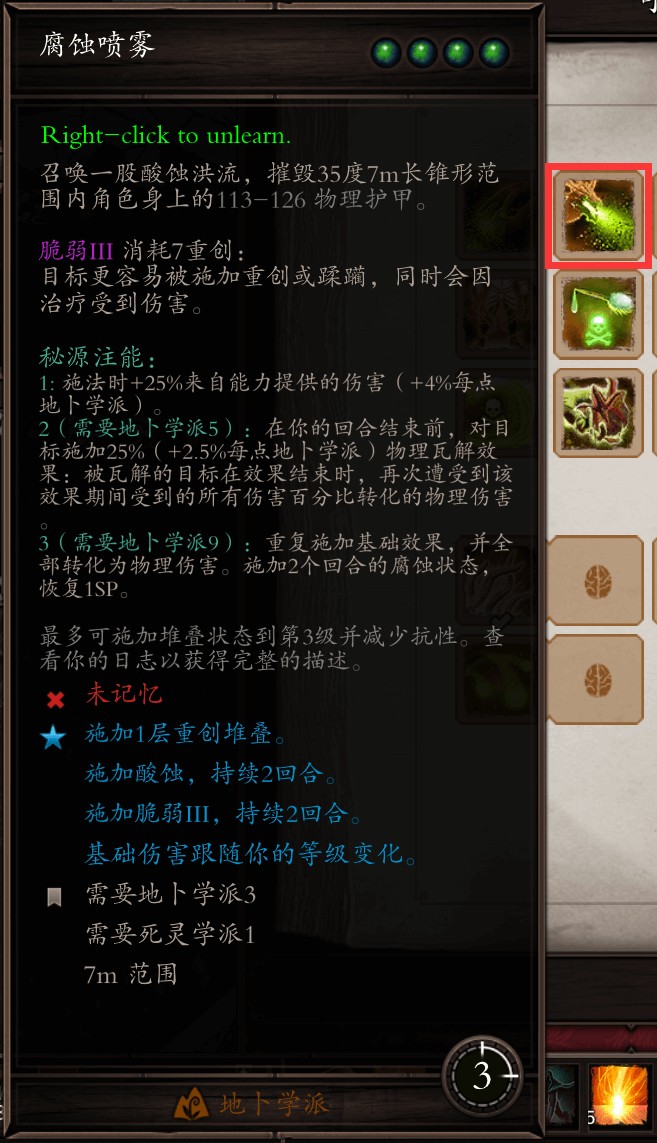 腐蚀喷雾
Right-click to unlearn.
召唤一股酸蚀洪流，摧毁35度7m长锥形范
围内角色身上的113-126 物理护甲。
脆弱III 消耗7重创：
目标更容易被施加重创或蹂躏，同时会因
治疗受到伤害。
秘源注能：
1: 施法时+25%来自能力提供的伤害（+4%每点
地卜学派）。
2（需要地卜学派5）：在你的回合结束前，对目
标施加25%（+2.5%每点地卜学派）物理瓦解效
果：被瓦解的目标在效果结束时，再次遭受到该
效果期间受到的所有伤害百分比转化的物理伤害
。
3（需要地卜学派9）：重复施加基础效果，并全
部转化为物理伤害。施加2个回合的腐蚀状态，
恢复1SP。
最多可施加堆叠状态到第3级并减少抗性。查
看你的日志以获得完整的描述。
未记忆
施加1层重创堆叠。
施加酸蚀，持续2回合。
施加脆弱III，持续2回合。
基础伤害跟随你的等级变化。
需要地卜学派3
需要死灵学派1
7m 范围
3
地卜学派
5